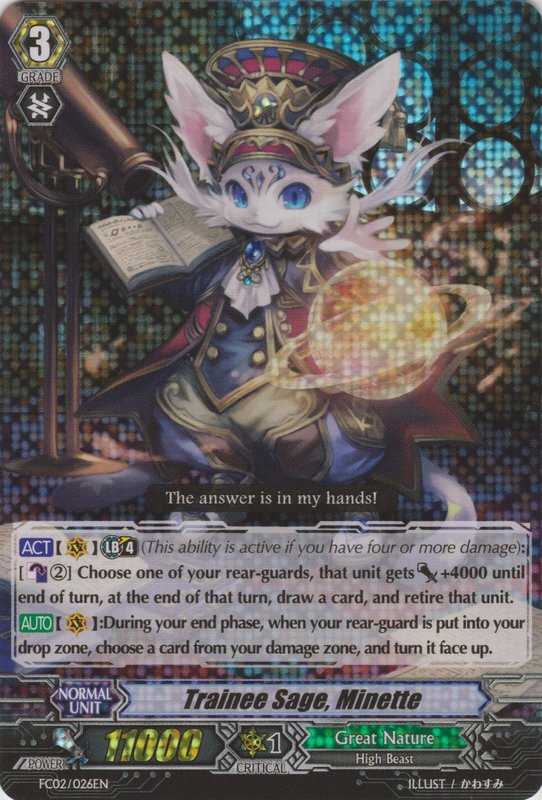 3
GRADE
The answer is in my hands!
ACT [ ] LB 4 (This ability is active if you have four or more damage):
[ ②] Choose one of your rear-guards, that unit gets +4000 until
end of turn, at the end of that turn, draw a card, and retire that unit.
AUTO [ ]:During your end phase, when your rear-guard is put into your
drop zone, choose a card from your damage zone, and turn it face up.
NORMAL
UNIT
Trainee Sage, Minette
POWER 11000
1
CRITICAL
Great Nature
High Beast
FC02/026EN
ILLUST / かわすみ